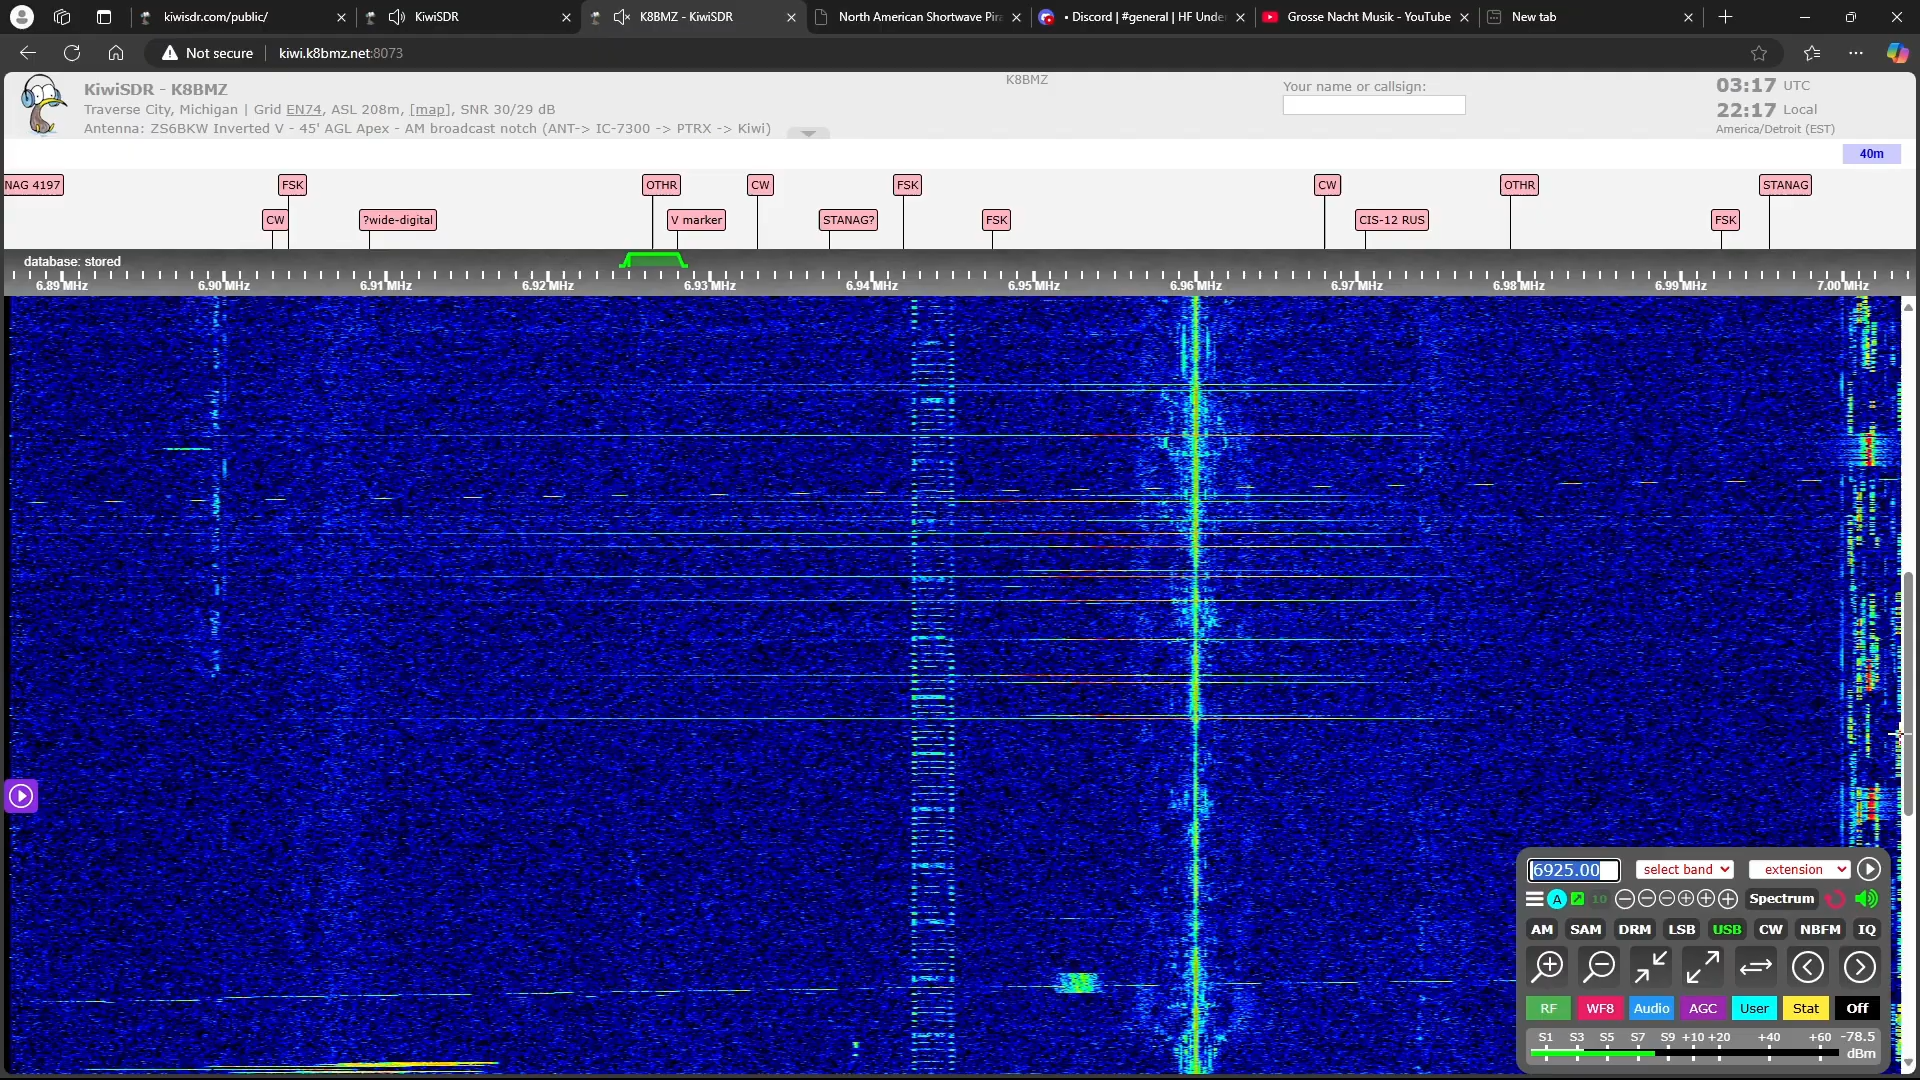 kiwisdr.com/public/
KiwiSDR
K8BMZ - KiwiSDR
North American Shortwave Pira
• Discord | #general | HF Unde
Grosse Nacht Musik - YouTube
New tab
Not secure
kiwi.k8bmz.net:8073
KiwiSDR - K8BMZ
Traverse City, Michigan | Grid EN74, ASL 208m, [map], SNR 30/29 dB
Antenna: ZS6BKW Inverted V - 45' AGL Apex - AM broadcast notch (ANT-> IC-7300 -> PTRX -> Kiwi)
K8BMZ
Your name or callsign:
03:17 UTC
22:17 Local
America/Detroit (EST)
40m
NAG 4197 FSK OTHR CW FSK CW OTHR STANAG
CW ?wide-digital V marker STANAG? FSK CIS-12 RUS FSK
database: stored
6.89 MHz 6.90 MHz 6.91 MHz 6.92 MHz 6.93 MHz 6.94 MHz 6.95 MHz 6.96 MHz 6.97 MHz 6.98 MHz 6.99 MHz 7.00 MHz
6925.00 select band extension
A 10 Spectrum
AM SAM DRM LSB USB CW NBFM IQ
RF WF8 Audio AGC User Stat Off
S1 S3 S5 S7 S9 +10 +20 +40 +60 -78.5
dBm